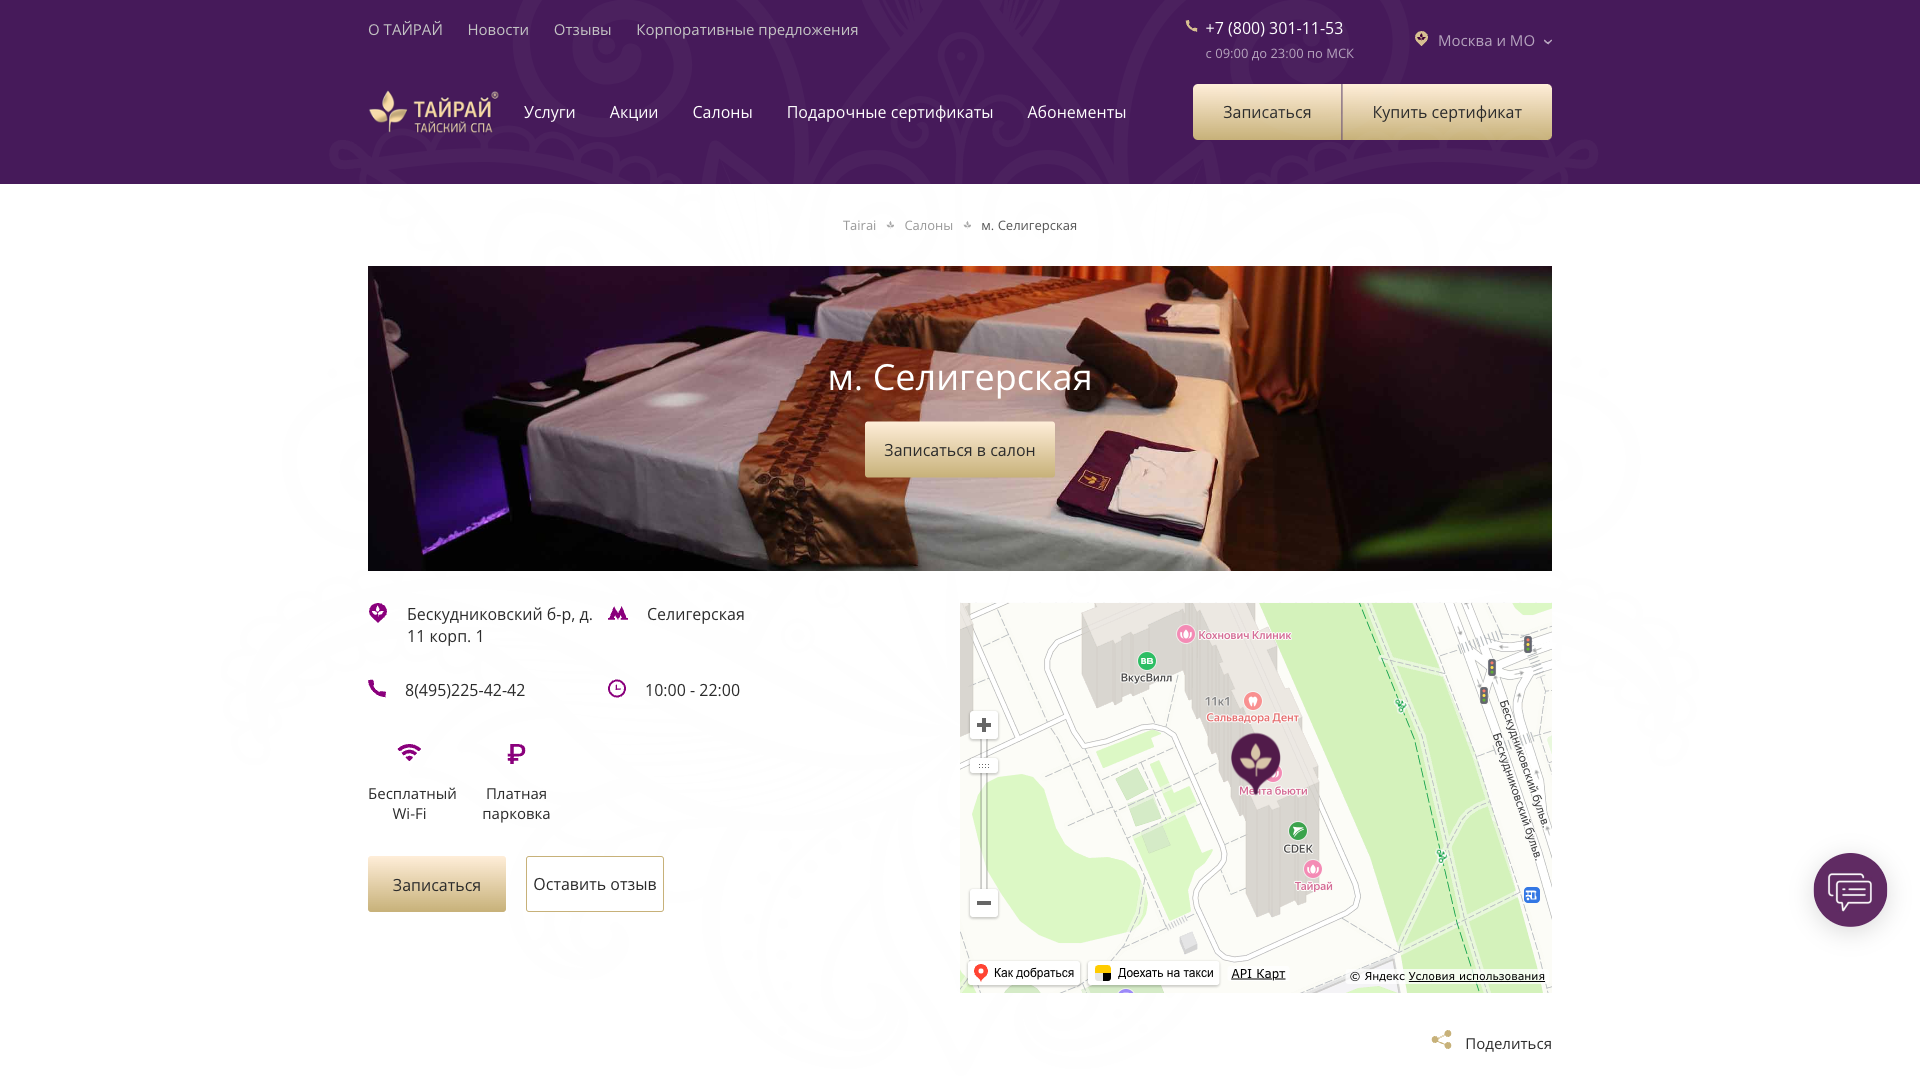 О ТАЙРАЙ Новости Отзывы Корпоративные предложения
+7 (800) 301-11-53
с 09:00 до 23:00 по МСК
Москва и МО
ТАЙРАЙ®
ТАЙСКИЙ СПА
Услуги Акции Салоны Подарочные сертификаты Абонементы
Записаться Купить сертификат
Tairai Салоны м. Селигерская
м. Селигерская
Записаться в салон
Бескудниковский б-р, д.
11 корп. 1
Селигерская
8(495)225-42-42
10:00 - 22:00
Бесплатный
Wi-Fi
Платная
парковка
Записаться Оставить отзыв
Кохнович Клиник
ВВ
ВкусВилл
11к1
Сальвадора Дент
Мента бьюти
CDEK
Тайрай
Бескудниковский бульв.
Бескудниковский бульв.
Как добраться Доехать на такси API Карт
© Яндекс Условия использования
Поделиться